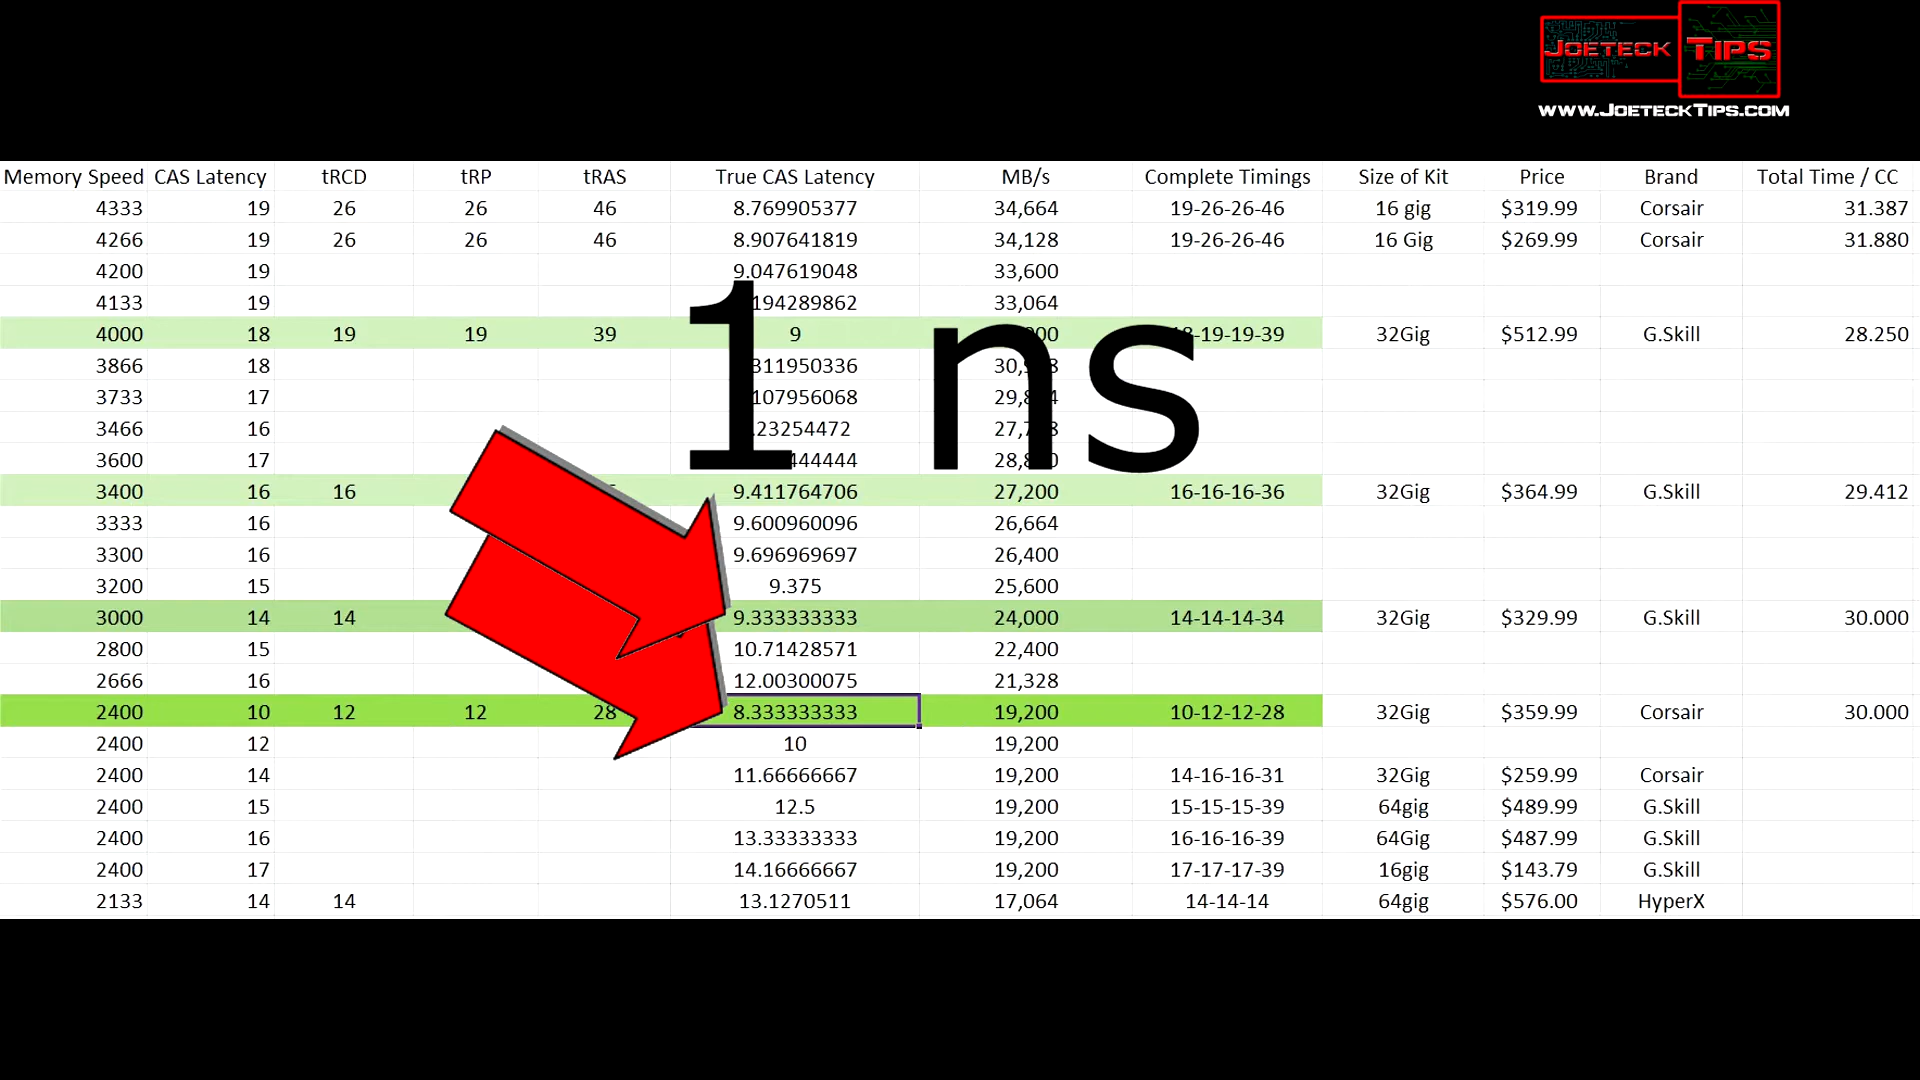 JOETECK TIPS
WWW.JOETECKTIPS.COM
Memory Speed CAS Latency tRCD tRP tRAS True CAS Latency MB/s Complete Timings Size of Kit Price Brand Total Time / CC
4333 19 26 26 46 8.769905377 34,664 19-26-26-46 16 gig $319.99 Corsair 31.387
4266 19 26 26 46 8.907641819 34,128 19-26-26-46 16 Gig $269.99 Corsair 31.880
4200 19 9.047619048 33,600
4133 19 194289862 33,064
4000 18 19 19 39 9 -19-19-39 32Gig $512.99 G.Skill 28.250
1 ns
3866 18 311950336
3733 17 107956068
3466 16 .23254472
3600 17 444444
3400 16 16 9.411764706 27,200 16-16-16-36 32Gig $364.99 G.Skill 29.412
3333 16 9.600960096 26,664
3300 16 9.696969697 26,400
3200 15 9.375 25,600
3000 14 14 9.333333333 24,000 14-14-14-34 32Gig $329.99 G.Skill 30.000
2800 15 10.71428571 22,400
2666 16 12.00300075 21,328
2400 10 12 12 28 8.333333333 19,200 10-12-12-28 32Gig $359.99 Corsair 30.000
2400 12 10 19,200
2400 14 11.66666667 19,200 14-16-16-31 32Gig $259.99 Corsair
2400 15 12.5 19,200 15-15-15-39 64gig $489.99 G.Skill
2400 16 13.33333333 19,200 16-16-16-39 64Gig $487.99 G.Skill
2400 17 14.16666667 19,200 17-17-17-39 16gig $143.79 G.Skill
2133 14 14 13.1270511 17,064 14-14-14 64gig $576.00 HyperX